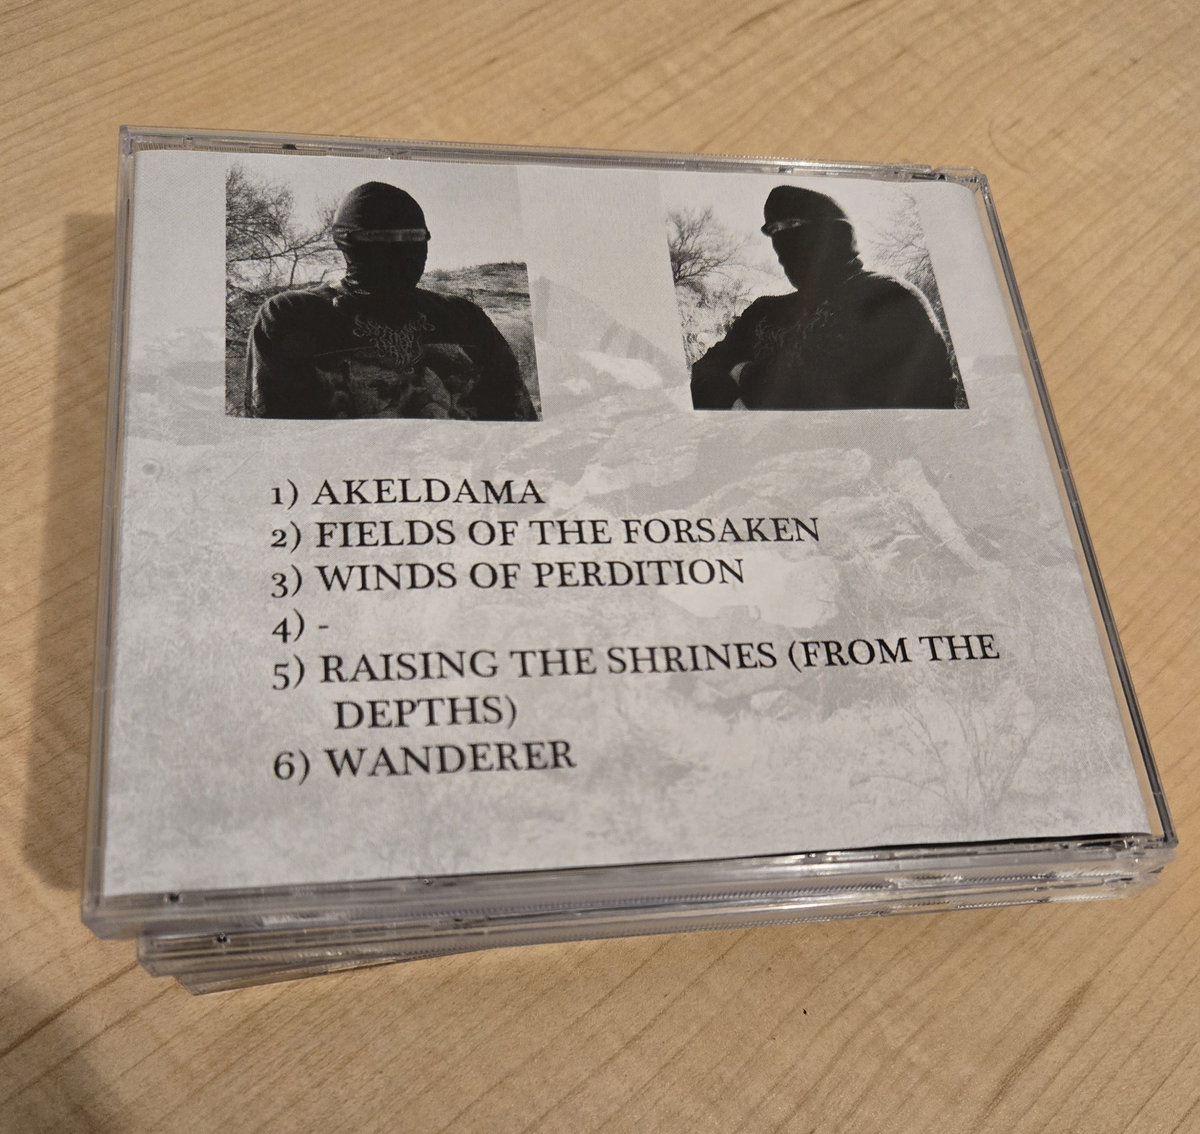 1) AKELDAMA
2) FIELDS OF THE FORSAKEN
3) WINDS OF PERDITION
4) -
5) RAISING THE SHRINES (FROM THE
DEPTHS)
6) WANDERER